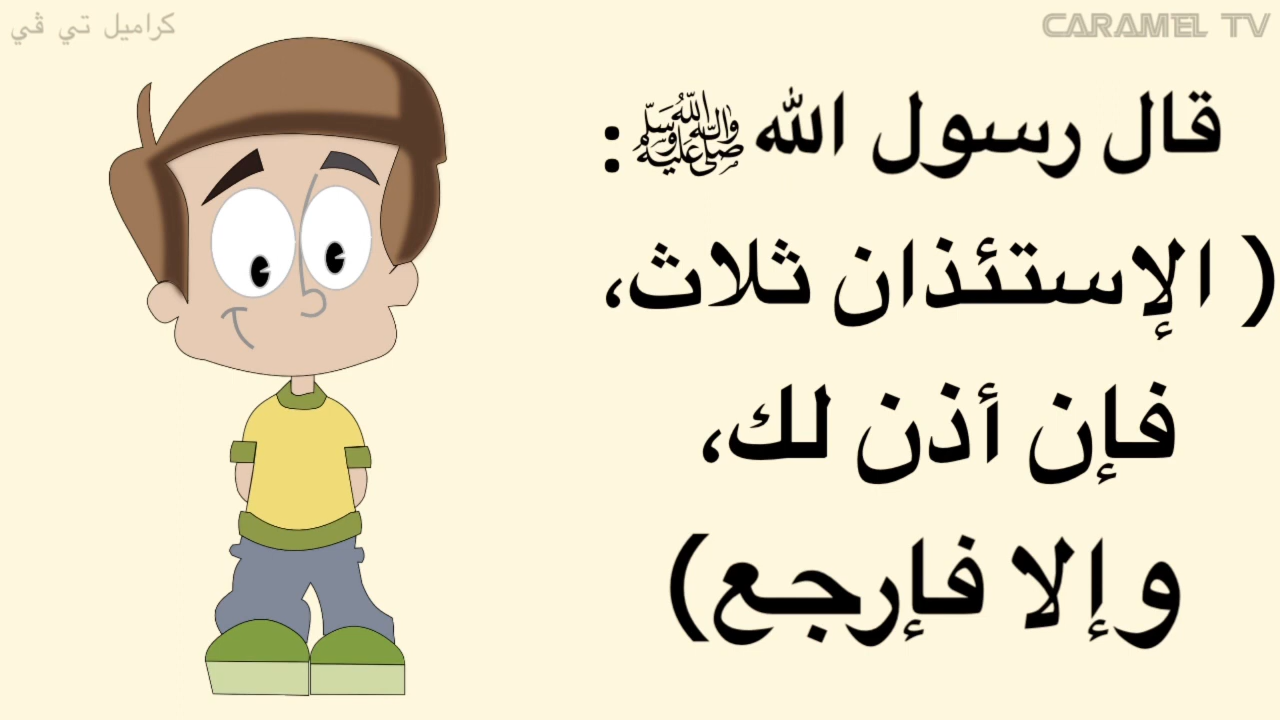 كراميل تي ڤي
CARAMEL TV
قال رسول الله ﷺ :
( الإستئذان ثلاث،
فإن أذن لك،
وإلا فإرجع)